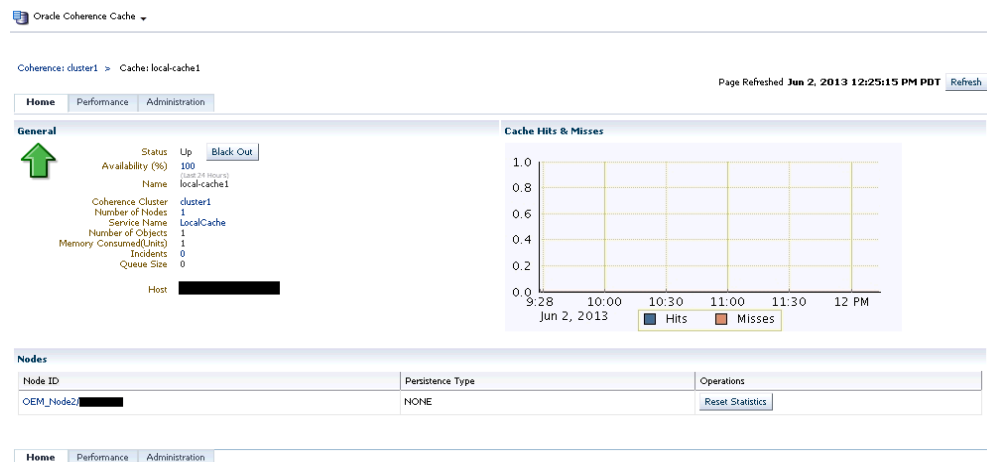 Oracle Coherence Cache
Coherence: cluster1 > Cache: local-cache1
Page Refreshed Jun 2, 2013 12:25:15 PM PDT Refresh
Home Performance Administration
General
Status Up Black Out
Availability (%) 100
(Last 24 Hours)
Name local-cache1
Coherence Cluster cluster1
Number of Nodes 1
Service Name LocalCache
Number of Objects 1
Memory Consumed(Units) 1
Incidents 0
Queue Size 0
Host
Cache Hits & Misses
1.0
0.8
0.6
0.4
0.2
0.0
9:28 10:00 10:30 11:00 11:30 12 PM
Jun 2, 2013
Hits Misses
Nodes
Node ID Persistence Type Operations
OEM_Node2/ NONE Reset Statistics
Home Performance Administration